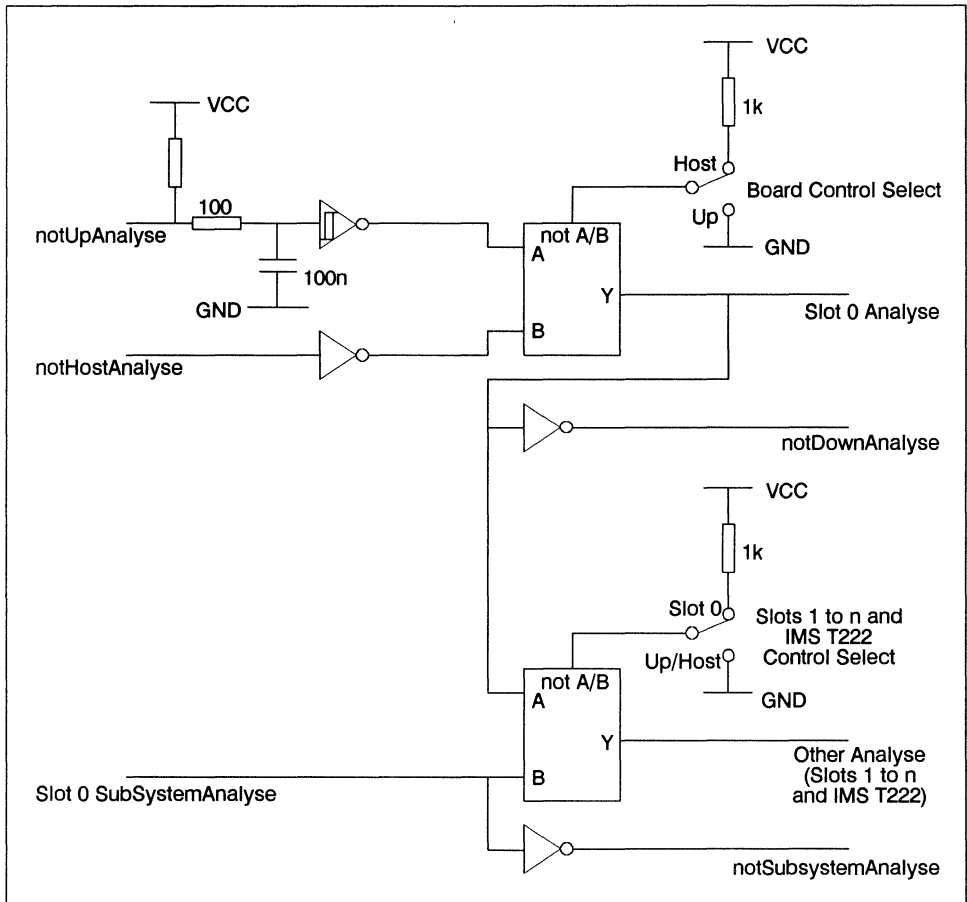 VCC
1k
Host
Board Control Select
Up
GND
VCC
100
notUpAnalyse
100n
GND
not A/B
A
Y
B
Slot 0 Analyse
notHostAnalyse
notDownAnalyse
VCC
1k
Slot 0
Slots 1 to n and
IMS T222
Control Select
Up/Host
GND
not A/B
A
Y
B
Other Analyse
(Slots 1 to n
and IMS T222)
Slot 0 SubSystemAnalyse
notSubsystemAnalyse